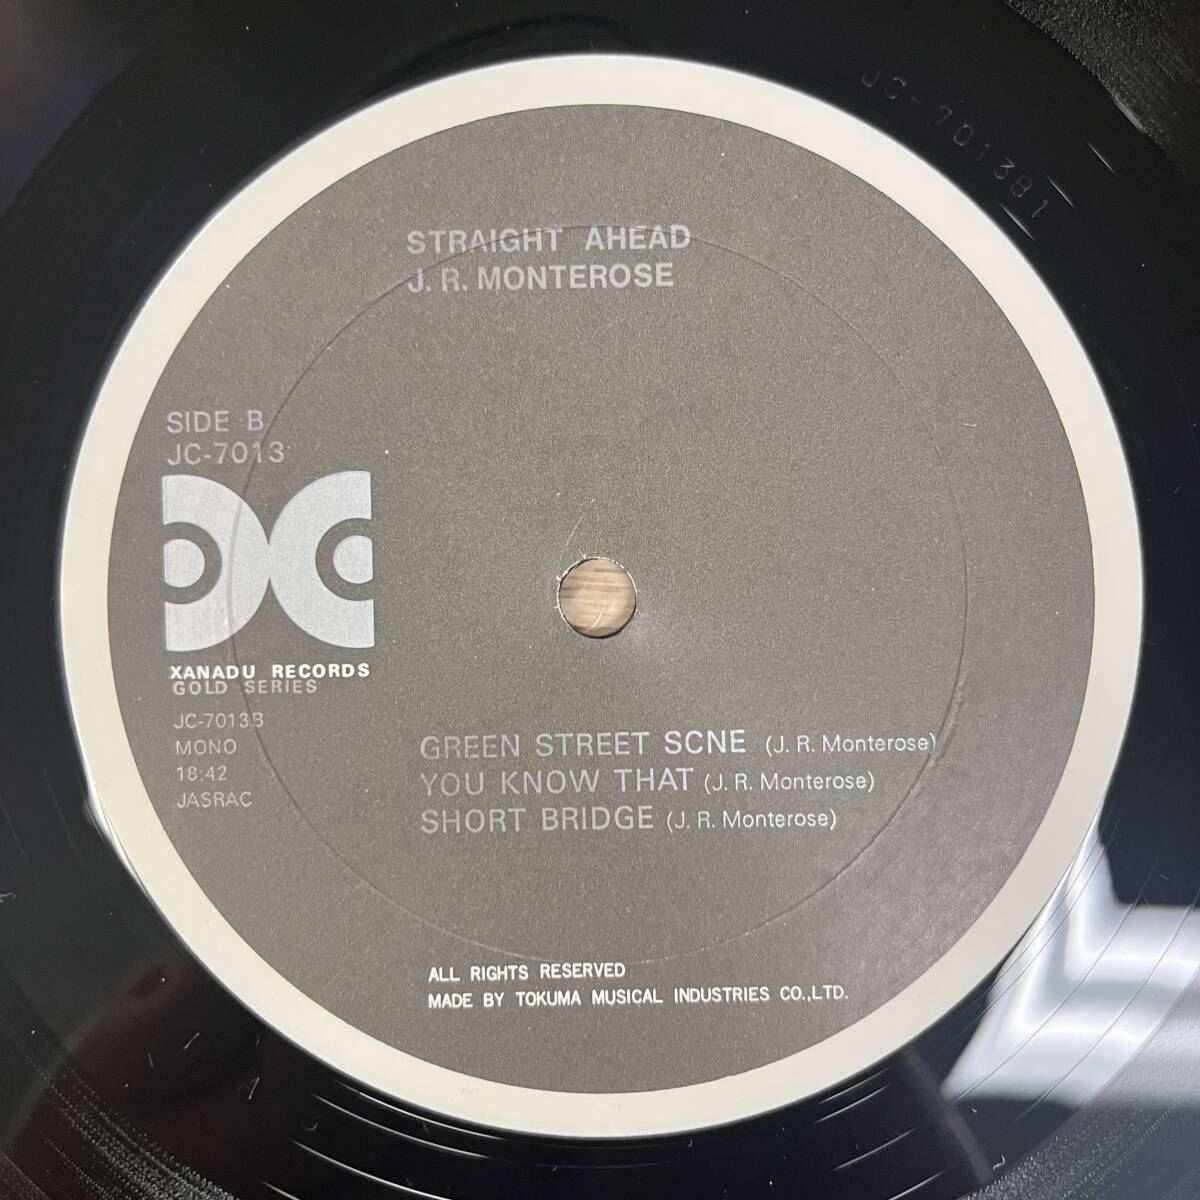 JC-7013B1
STRAIGHT AHEAD
J. R. MONTEROSE
SIDE B
JC-7013
XANADU RECORDS
GOLD SERIES
JC-7013B
MONO
18:42
JASRAC
GREEN STREET SCNE (J. R. Monterose)
YOU KNOW THAT (J. R. Monterose)
SHORT BRIDGE (J. R. Monterose)
ALL RIGHTS RESERVED
MADE BY TOKUMA MUSICAL INDUSTRIES CO.,LTD.